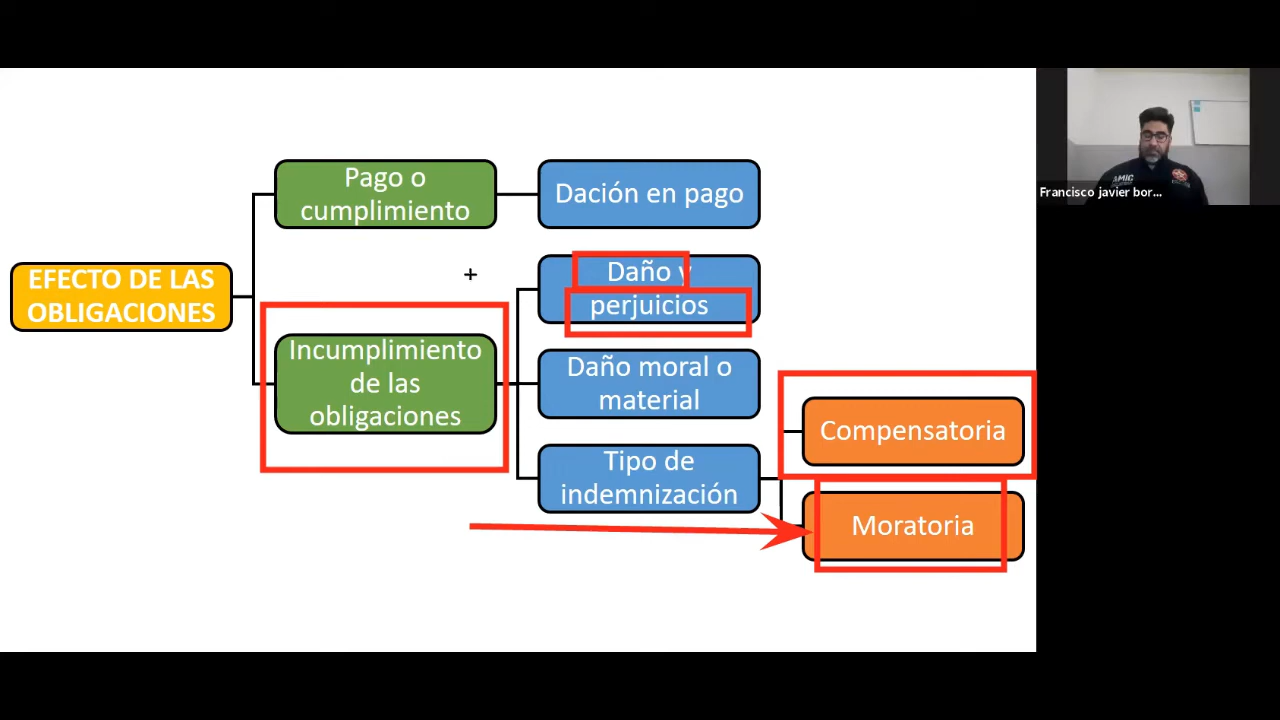 EFECTO DE LAS
OBLIGACIONES
Pago o
cumplimiento
Dación en pago
Incumplimiento
de las
obligaciones
Daño y
perjuicios
Daño moral o
material
Tipo de
indemnización
Compensatoria
Moratoria
AMIC
Francisco javier bor...